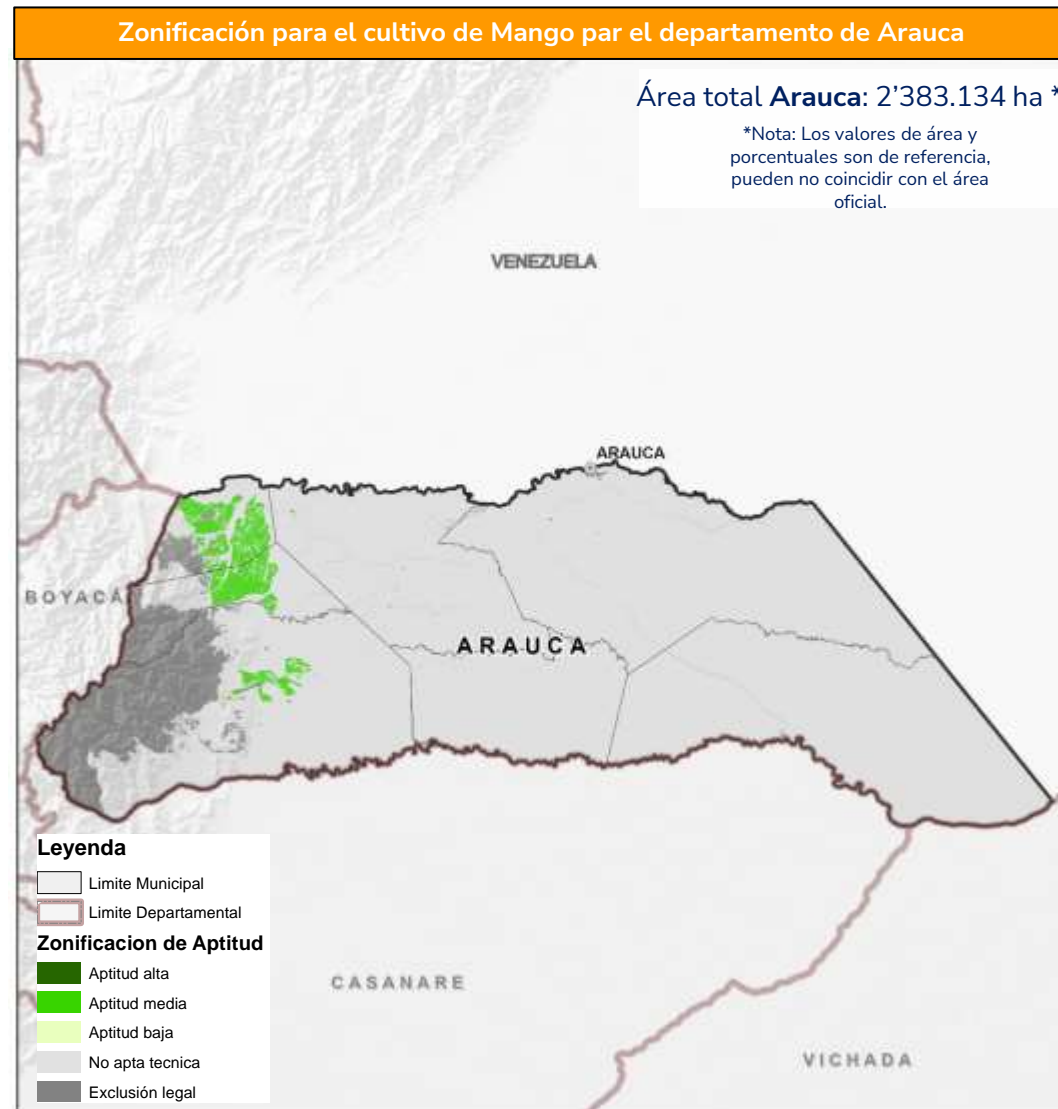 Zonificación para el cultivo de Mango par el departamento de Arauca
Área total Arauca: 2'383.134 ha *
*Nota: Los valores de área y
porcentuales son de referencia,
pueden no coincidir con el área
oficial.
VENEZUELA
ARAUCA
BOYACÁ
ARAUCA
Leyenda
Limite Municipal
Limite Departamental
Zonificacion de Aptitud
Aptitud alta
Aptitud media
Aptitud baja
No apta tecnica
Exclusión legal
CASANARE
VICHADA